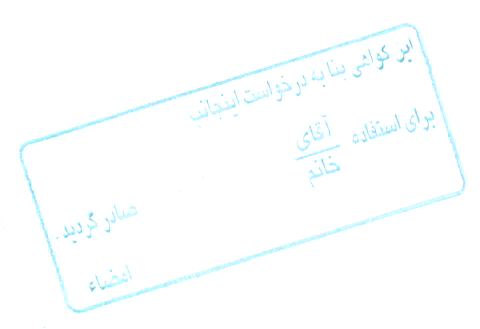 این گواهی بنا به درخواست اینجانب
برای استفاده آقای
خانم
صادر گردید.
امضاء